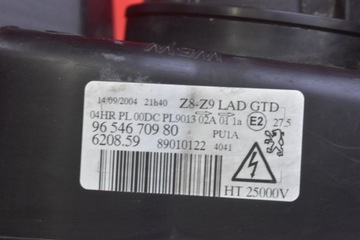 14/09/2004 21h40 Z8-Z9 LAD GTD
04HR PL 00DC PL9013 02A 01 1a E2 27.5
96 546 709 80 PU1A
6208.59 89010122 4041
HT 25000V